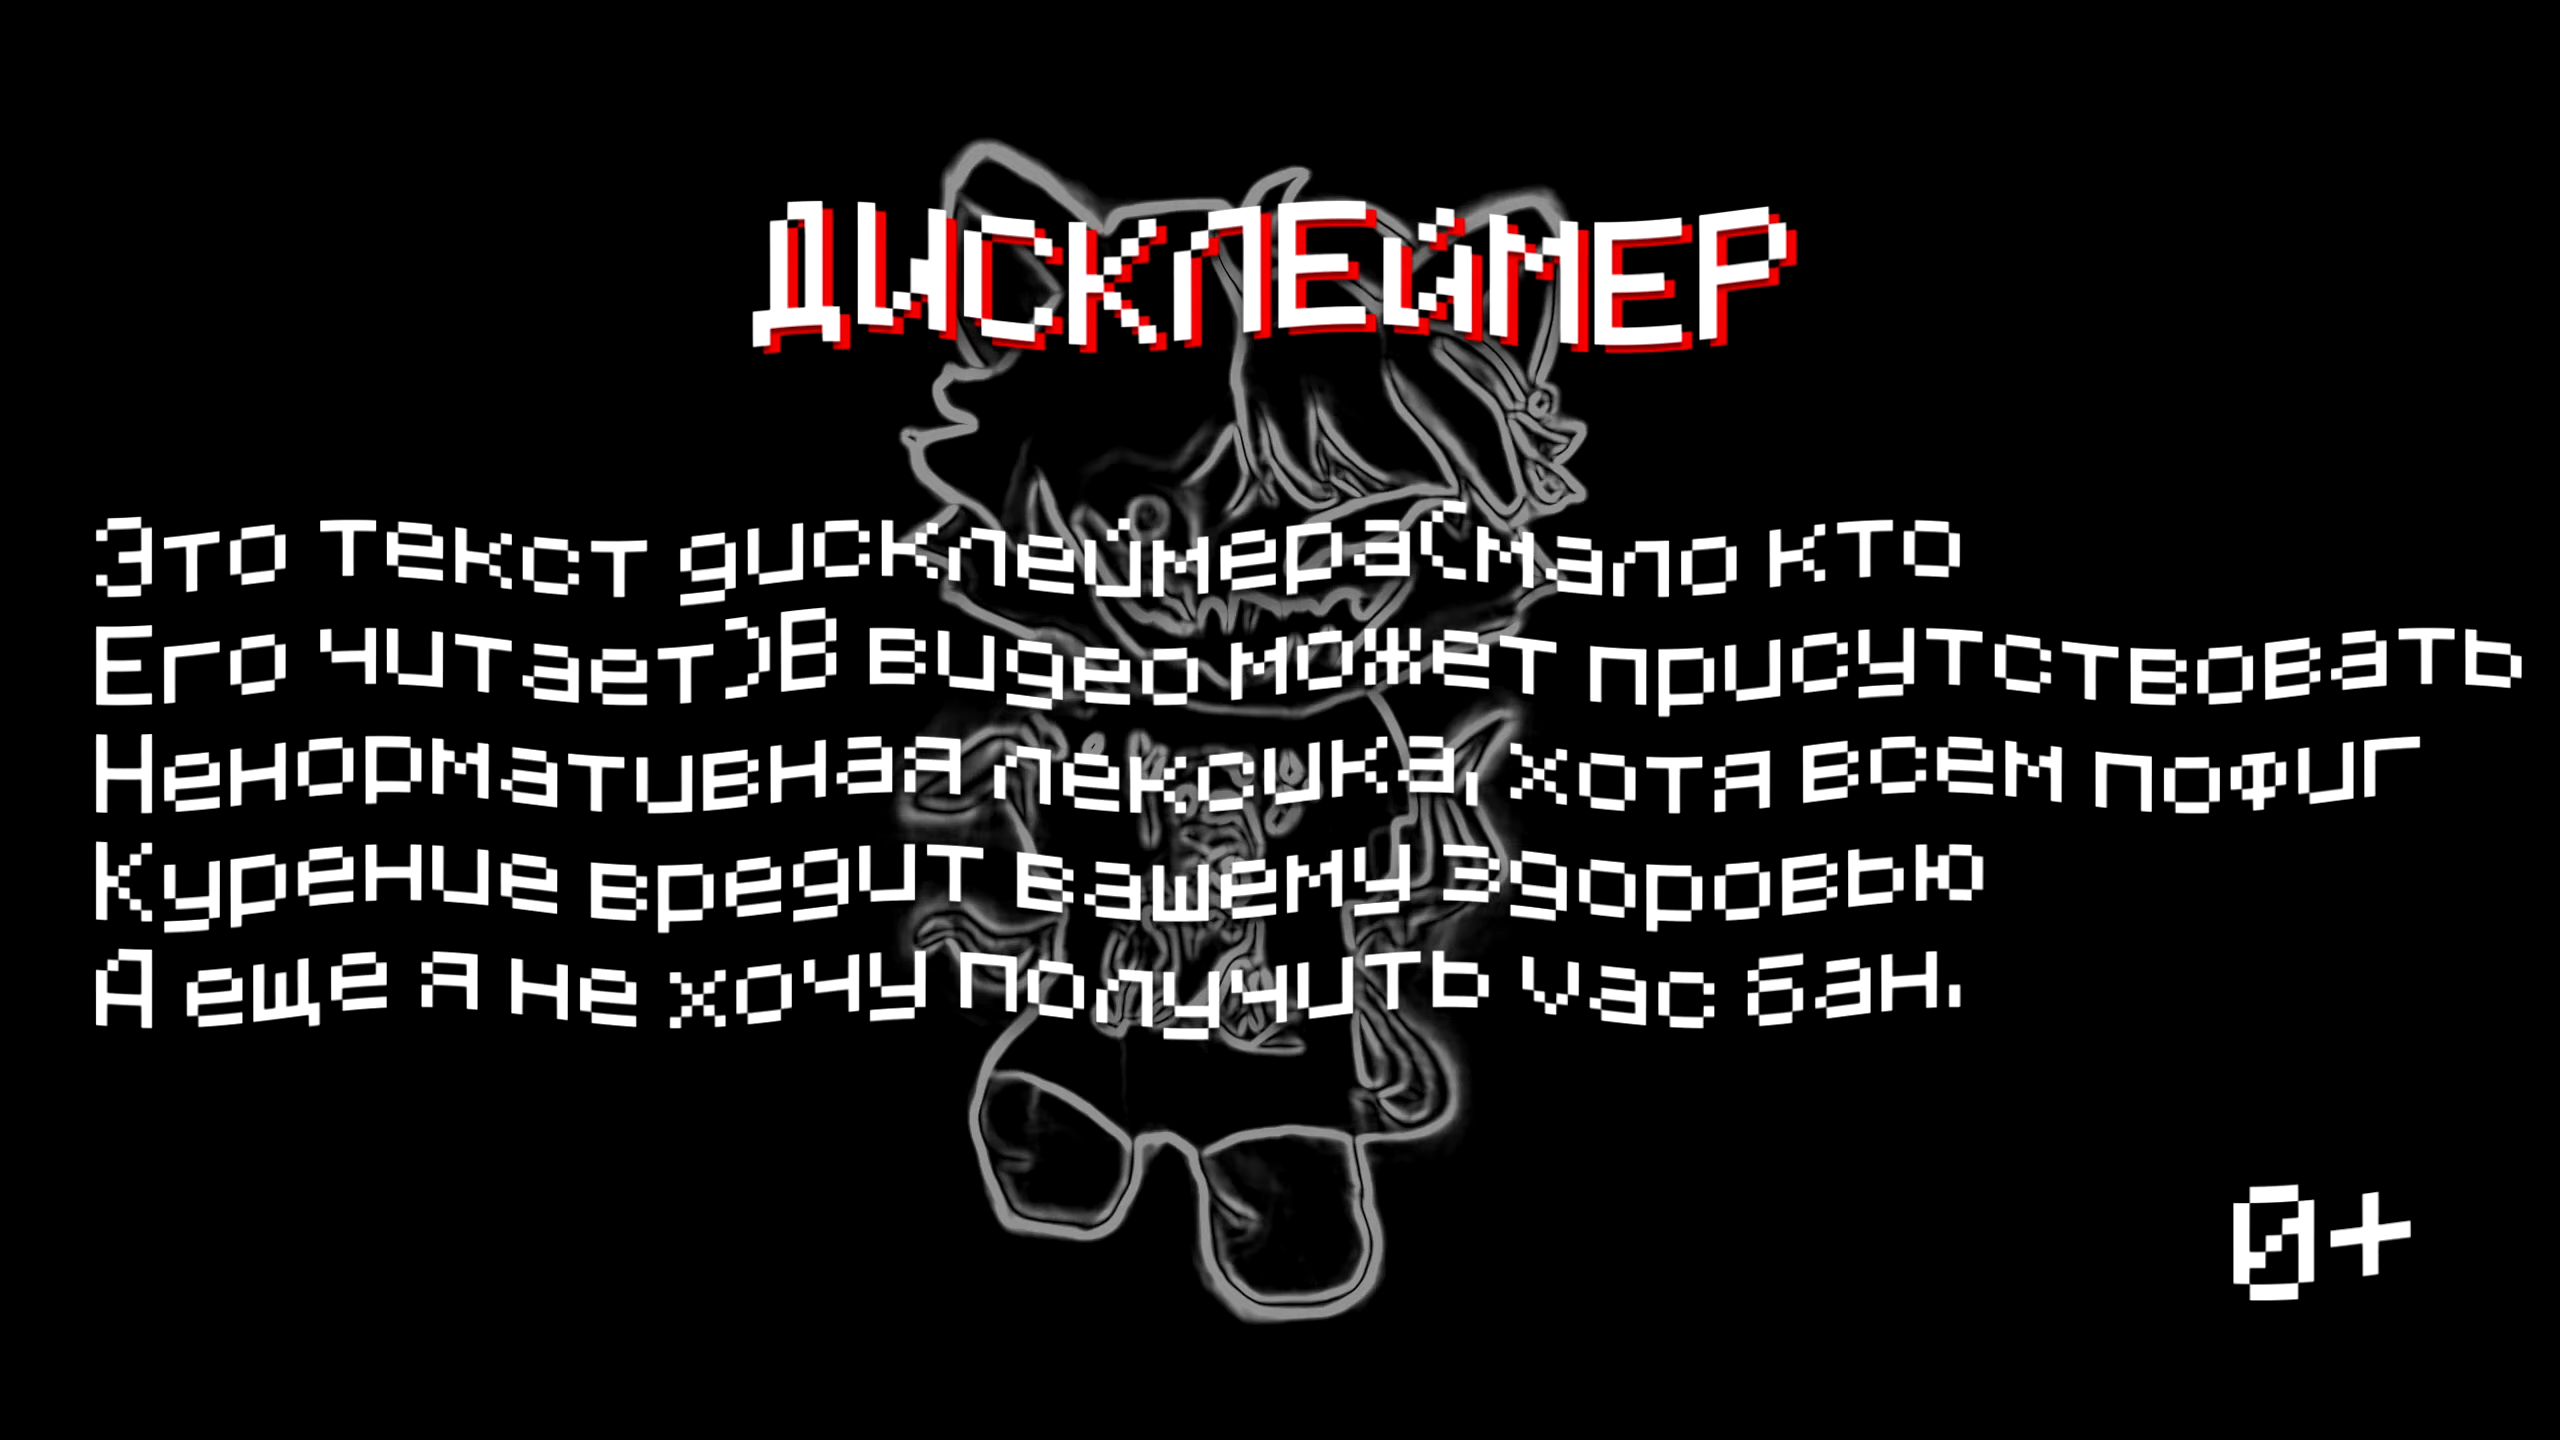 ДИСКЛЕЙМЕР
Это текст дисклеймера(мало кто
Его читает)В видео может присутствовать
Ненормативная лексика, хотя всем пофиг
Курение вредит вашему здоровью
А еще я не хочу получить vac бан.
0+